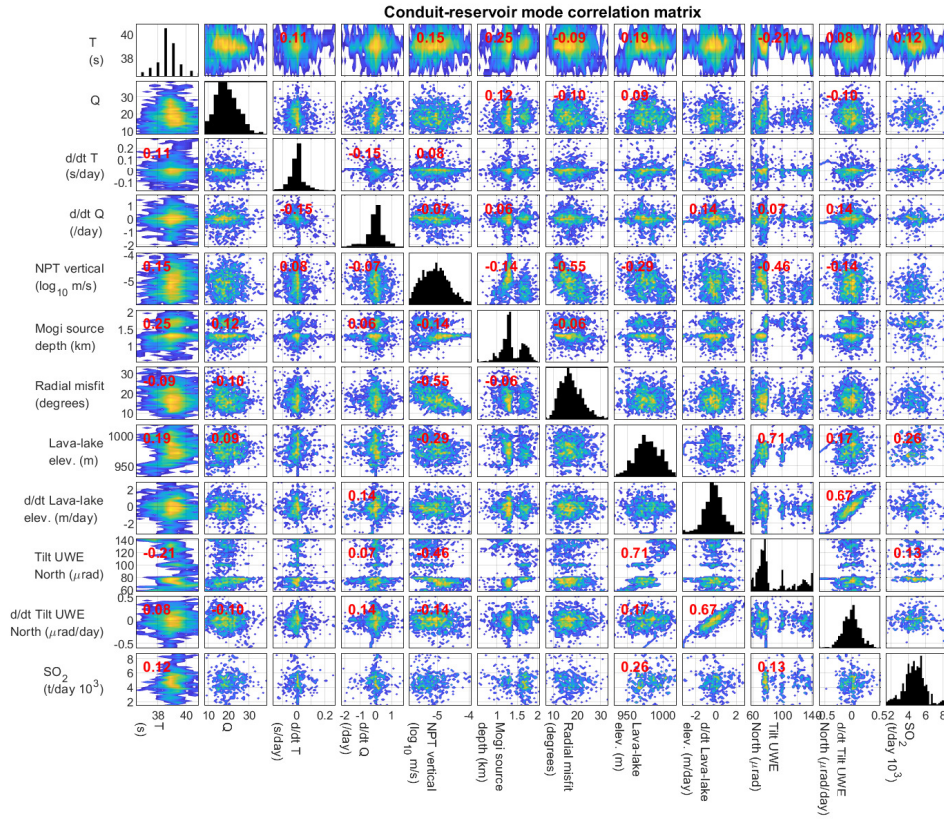 Conduit-reservoir mode correlation matrix
T
(s)
40
38
0.11 0.15 0.25 -0.09 0.19 -0.21 0.08 0.12
Q
30
20
10
0.12 -0.10 0.09 -0.10
d/dt T
(s/day)
0.2
0.1
0
-0.1
0.11 -0.15 0.08
d/dt Q
(/day)
1
0
-1
-2
-0.15 -0.07 0.06 0.14 0.07 0.14
NPT vertical
(log10 m/s)
-4
-5
0.15 0.08 -0.07 -0.14 -0.55 -0.29 -0.46 -0.14
Mogi source
depth (km)
2
1.5
1
0.25 0.12 0.06 -0.14 -0.06
Radial misfit
(degrees)
30
20
10
-0.09 -0.10 -0.55 -0.06
Lava-lake
elev. (m)
1000
950
0.19 0.09 -0.29 0.71 0.17 0.26
d/dt Lava-lake
elev. (m/day)
2
0
-2
0.14 0.67
Tilt UWE
North (μrad)
140
120
100
80
60
-0.21 0.07 -0.46 0.71 0.13
d/dt Tilt UWE
North (μrad/day)
0.5
0
-0.5
0.08 -0.10 0.14 -0.14 0.17 0.67
SO2
(t/day 10^3)
8
6
4
2
0.12 0.26 0.13
38 40
T
(s)
10 20 30
Q
0 0.2
d/dt T
(s/day)
-2 -1 0 1
d/dt Q
(/day)
-5 -4
NPT vertical
(log10 m/s)
1 1.5 2
Mogi source
depth (km)
10 20 30
Radial misfit
(degrees)
950 1000
Lava-lake
elev. (m)
-2 0 2
d/dt Lava-lake
elev. (m/day)
60 80 100 140
Tilt UWE
North (μrad)
-0.5 0 0.5
d/dt Tilt UWE
North (μrad/day)
2 4 6 8
SO2
(t/day 10^3)